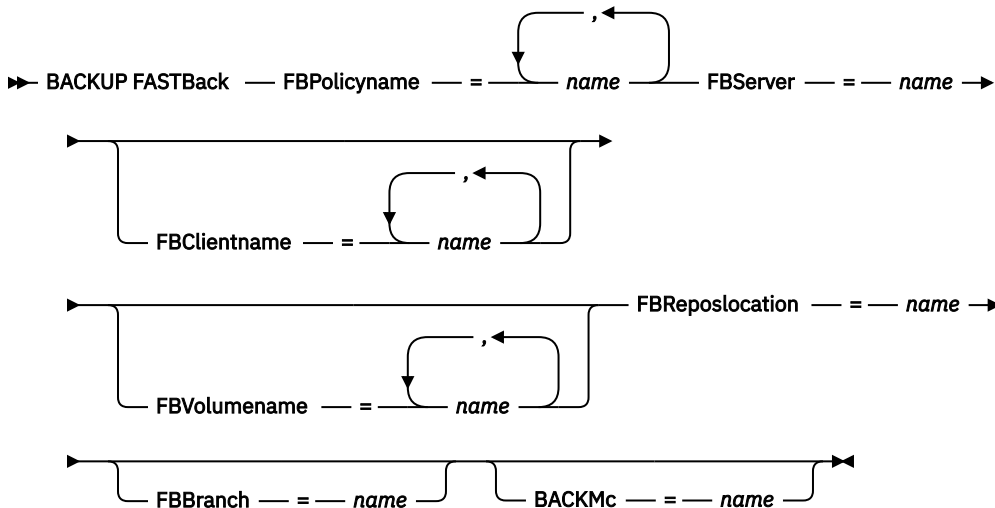 ,
BACKUP FASTBack FBPolicyname = name FBServer = name
,
FBClientname = name
FBReposlocation = name
,
FBVolumename = name
FBBranch = name BACKMc = name